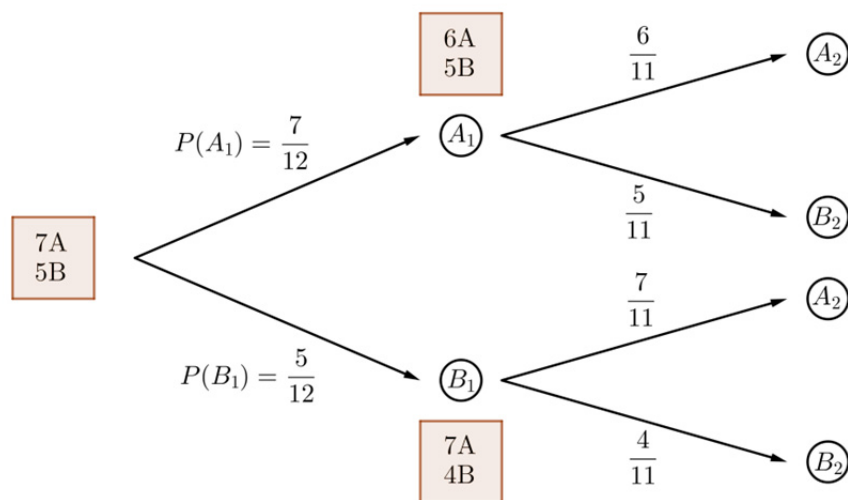 6A
5B
6/11
A₂
P(A₁) = 7/12
A₁
5/11
B₂
7A
5B
7/11
A₂
P(B₁) = 5/12
B₁
7A
4B
4/11
B₂